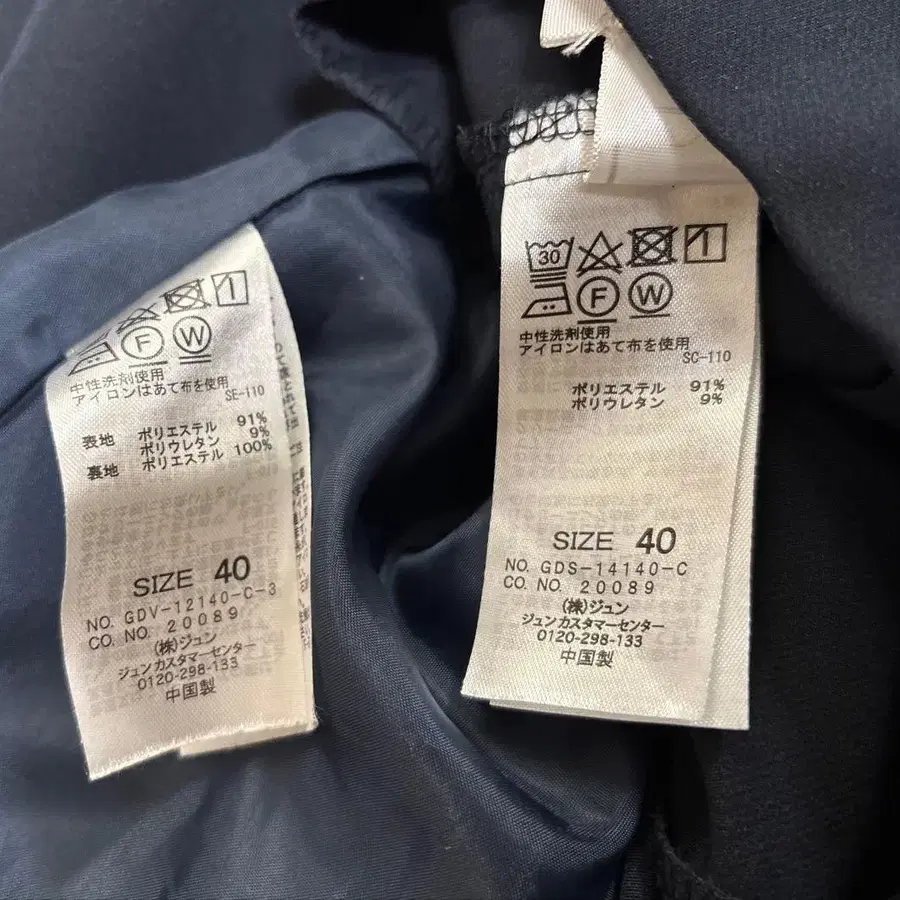 F W
中性洗剤使用
アイロンはあて布を使用
SE-110
表地 ポリエステル 91%
ポリウレタン 9%
裏地 ポリエステル 100%
SIZE 40
NO. GDV-12140-C-3
CO. NO. 20089
(株)ジュン
ジュンカスタマーセンター
0120-298-133
中国製
30
F W
中性洗剤使用
アイロンはあて布を使用
SC-110
ポリエステル 91%
ポリウレタン 9%
SIZE 40
NO. GDS-14140-C
CO. NO. 20089
(株)ジュン
ジュンカスタマーセンター
0120-298-133
中国製